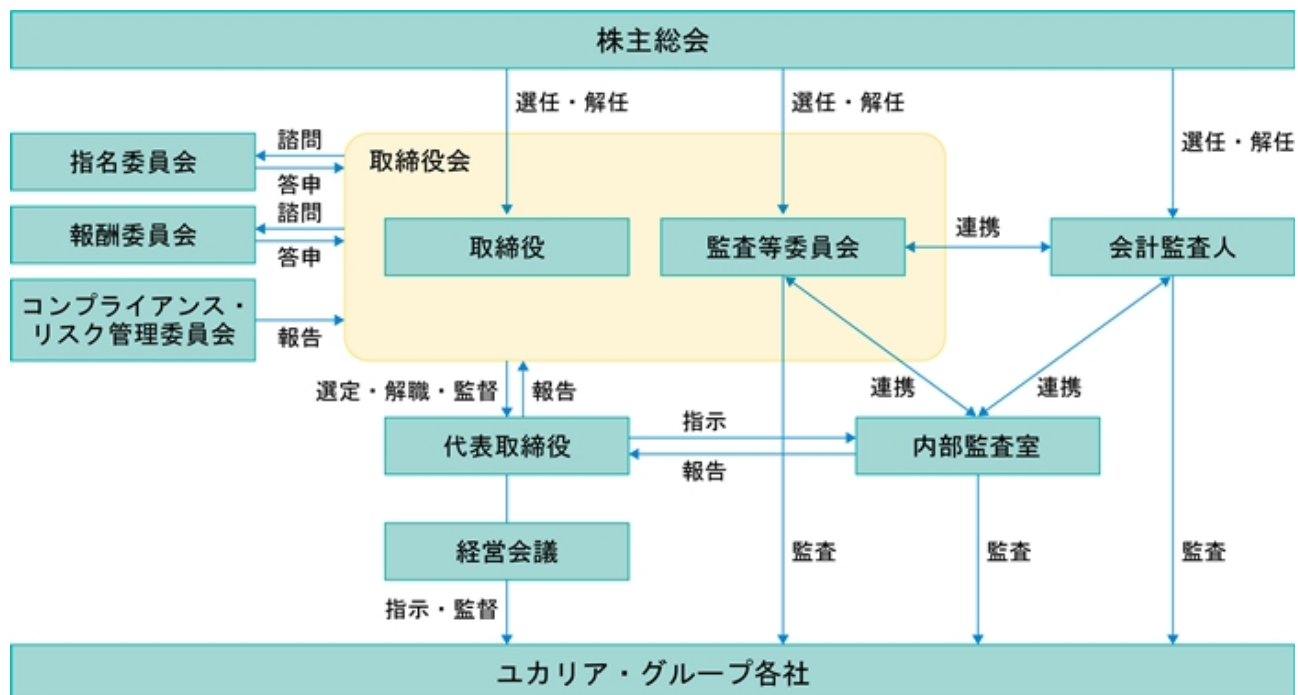 株主総会
選任・解任
選任・解任
選任・解任
指名委員会
諮問
答申
取締役会
報酬委員会
諮問
答申
取締役
監査等委員会
連携
会計監査人
コンプライアンス・
リスク管理委員会
報告
選定・解職・監督
報告
連携
連携
代表取締役
指示
報告
内部監査室
経営会議
監査
監査
監査
指示・監督
ユカリア・グループ各社